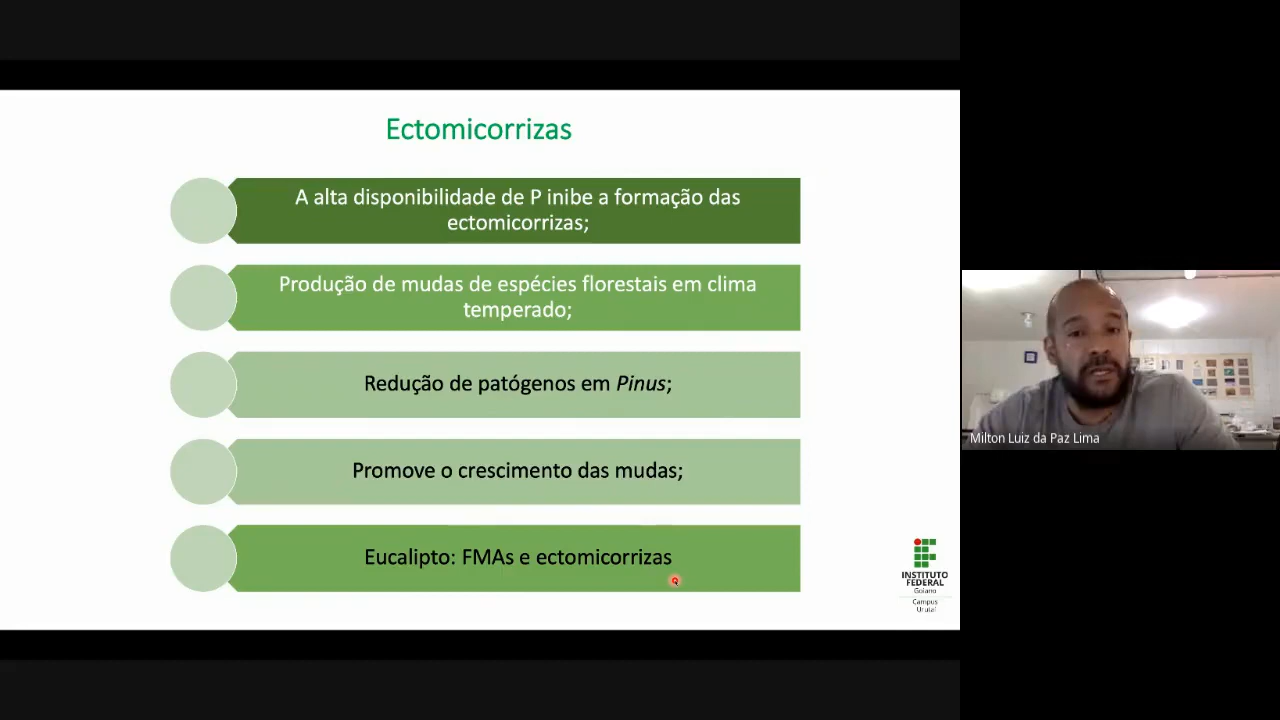 Ectomicorrizas
A alta disponibilidade de P inibe a formação das
ectomicorrizas;
Produção de mudas de espécies florestais em clima
temperado;
Redução de patógenos em Pinus;
Promove o crescimento das mudas;
Eucalipto: FMAs e ectomicorrizas
INSTITUTO
FEDERAL
Goiano
Campus
Urutaí
Milton Luiz da Paz Lima